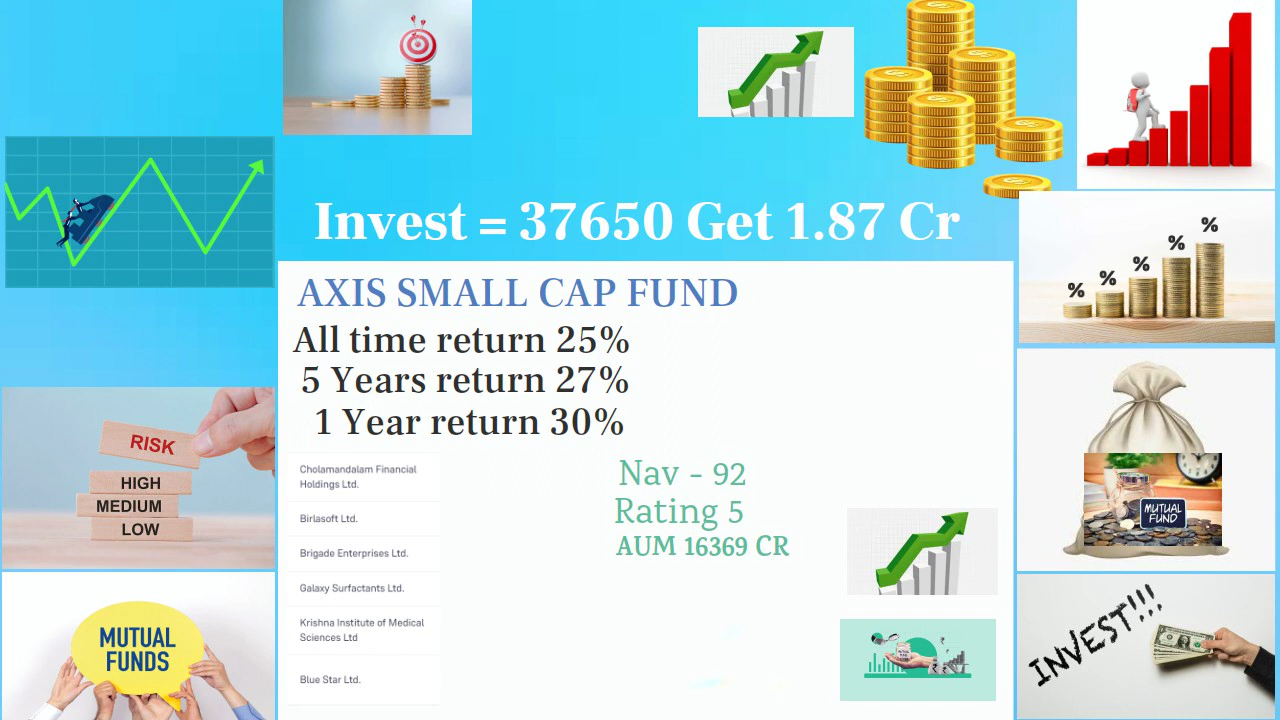 Invest = 37650 Get 1.87 Cr
AXIS SMALL CAP FUND
All time return 25%
5 Years return 27%
1 Year return 30%
Cholamandalam Financial
Holdings Ltd.
Birlasoft Ltd.
Brigade Enterprises Ltd.
Galaxy Surfactants Ltd.
Krishna Institute of Medical
Sciences Ltd
Blue Star Ltd.
Nav - 92
Rating 5
AUM 16369 CR
RISK
HIGH
MEDIUM
LOW
MUTUAL
FUNDS
% % % % %
MUTUAL
FUND
INVEST!!!